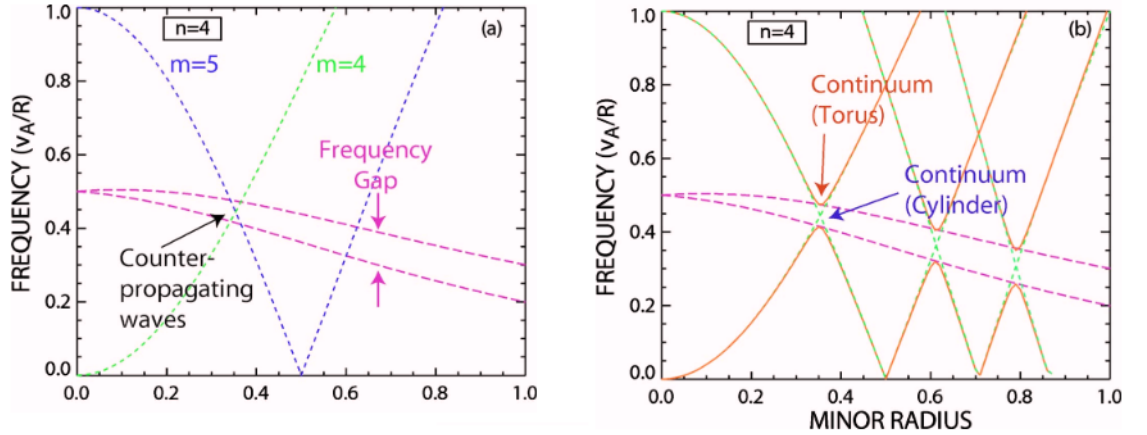 n=4
(a)
m=5
m=4
Frequency
Gap
Counter-
propagating
waves
FREQUENCY (vA/R)
1.0
0.8
0.6
0.4
0.2
0.0
0.0 0.2 0.4 0.6 0.8 1.0
n=4
(b)
Continuum
(Torus)
Continuum
(Cylinder)
FREQUENCY (vA/R)
1.0
0.8
0.6
0.4
0.2
0.0
0.0 0.2 0.4 0.6 0.8 1.0
MINOR RADIUS